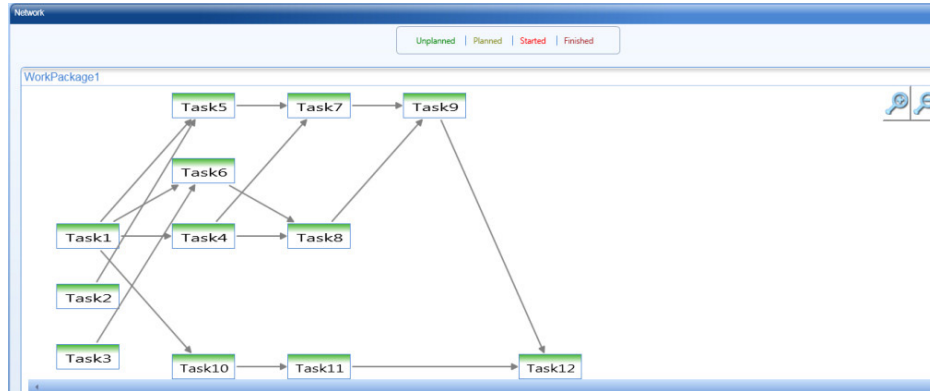 Network
Unplanned | Planned | Started | Finished
WorkPackage1
Task5 Task7 Task9
Task6
Task1 Task4 Task8
Task2
Task3
Task10 Task11 Task12